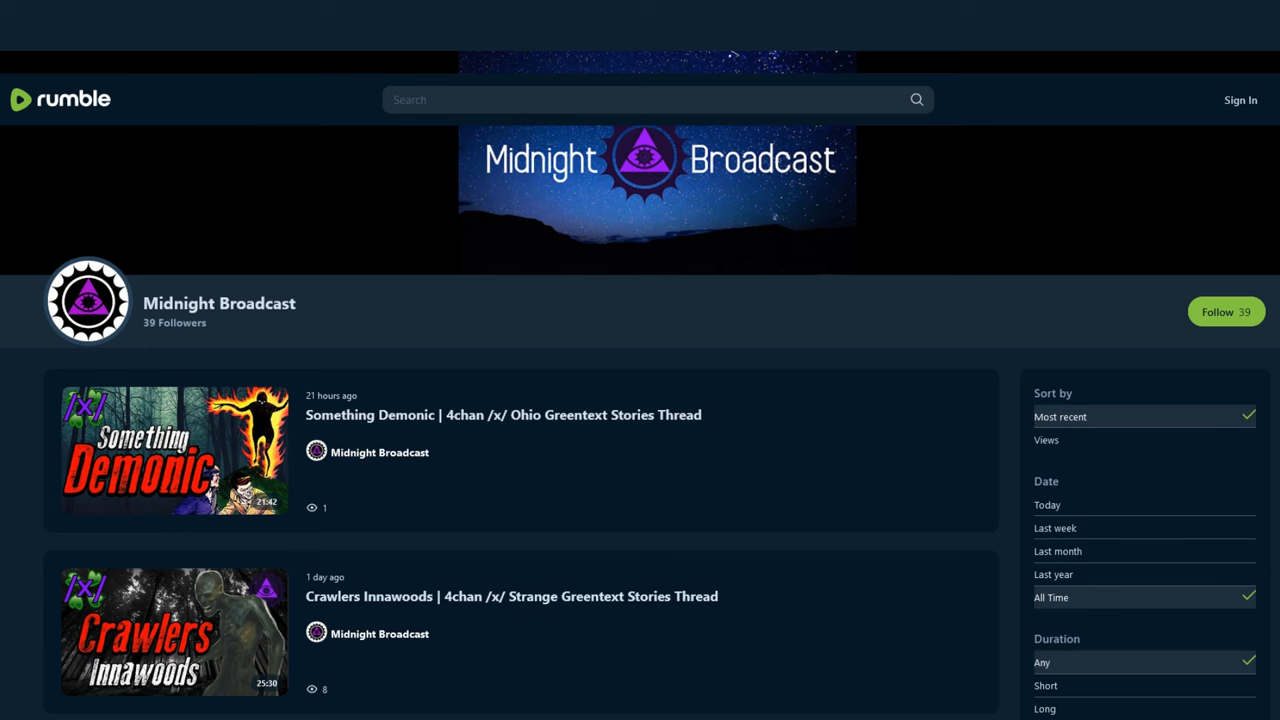 rumble
Search
Sign In
Midnight Broadcast
Midnight Broadcast
39 Followers
Follow 39
/x/
Something
Demonic
21:42
21 hours ago
Something Demonic | 4chan /x/ Ohio Greentext Stories Thread
Midnight Broadcast
1
/x/
Crawlers
Innawoods
25:30
1 day ago
Crawlers Innawoods | 4chan /x/ Strange Greentext Stories Thread
Midnight Broadcast
8
Sort by
Most recent
Views
Date
Today
Last week
Last month
Last year
All Time
Duration
Any
Short
Long